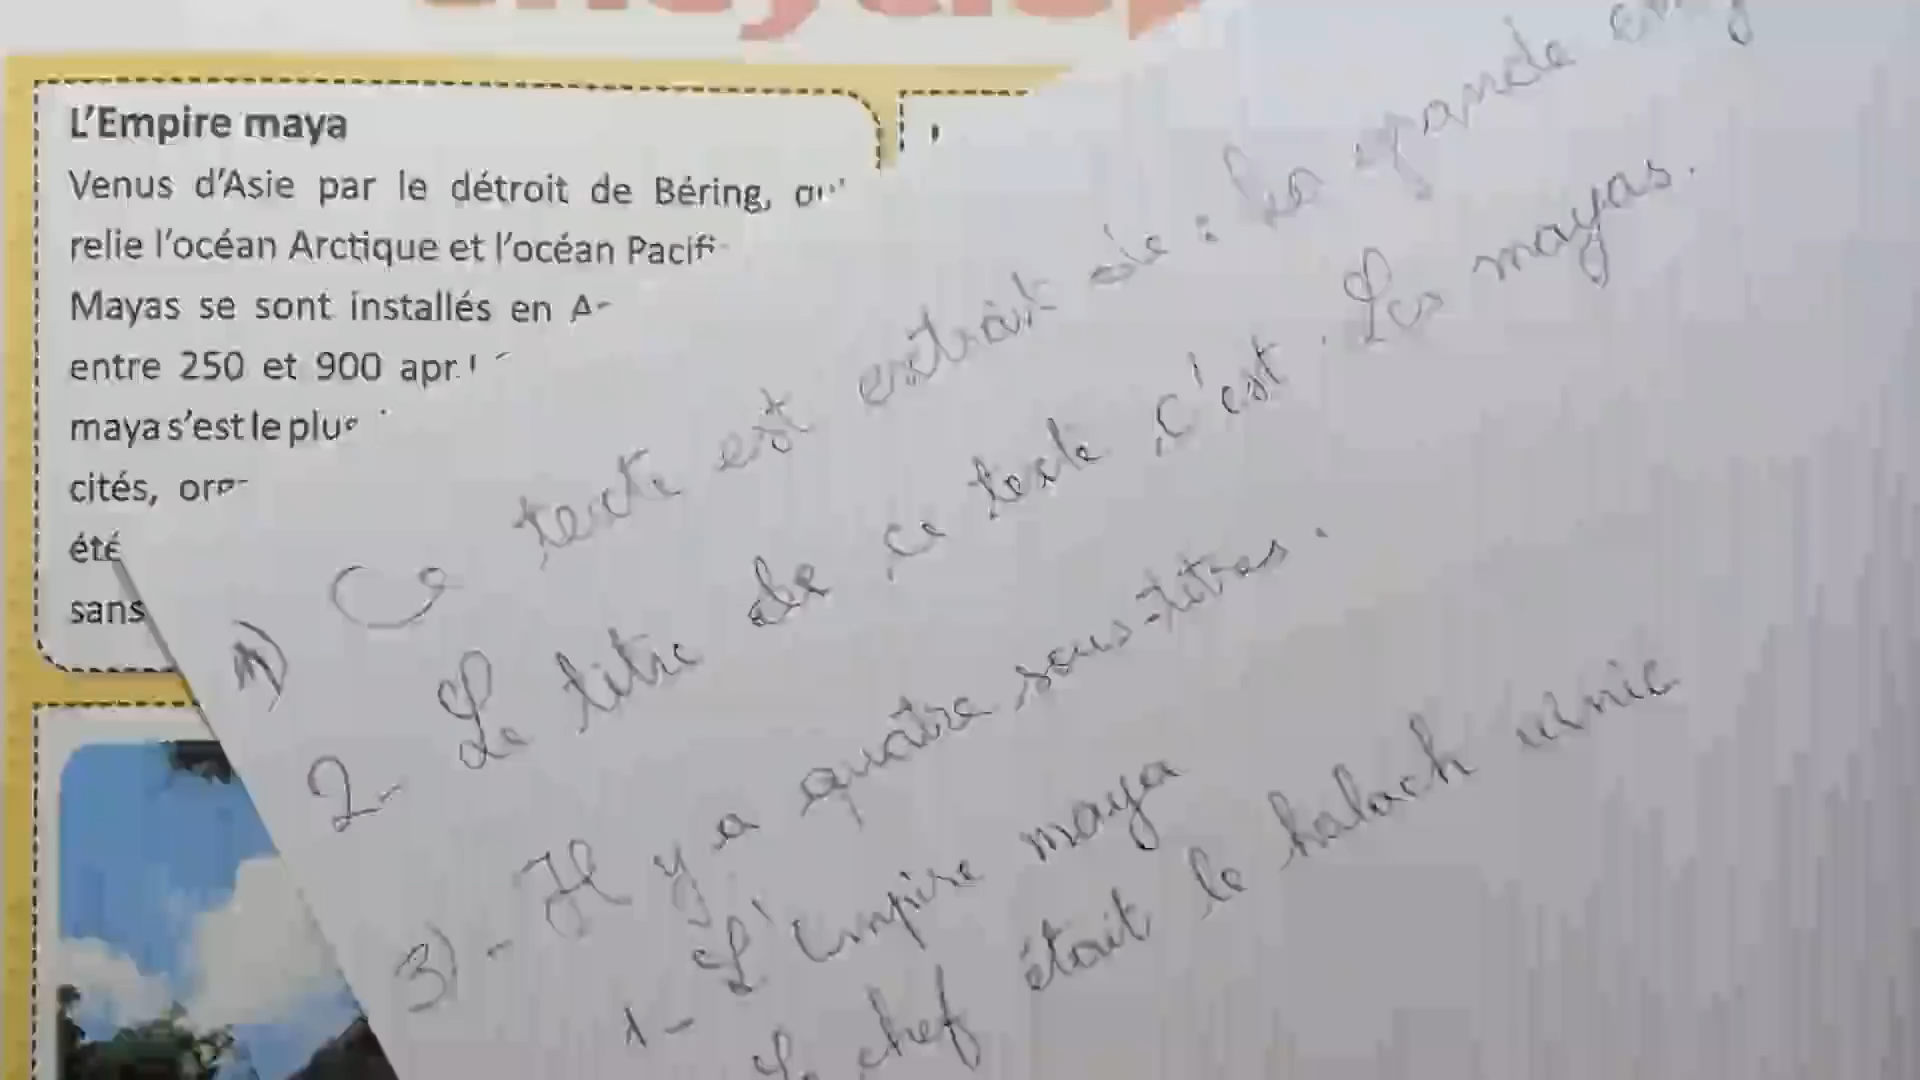 L'Empire maya
Venus d'Asie par le détroit de Béring,
relie l'océan Arctique et l'océan
Mayas se sont installés en
entre 250 et 900 apr.
maya s'est le plus
cités,
été
sans
1) Ce texte est extrait de : La grande
2- Le titre de ce texte c'est : Les mayas.
3) - Il y a quatre sous-titres.
1 - L'Empire maya
Le chef était le halach uinic